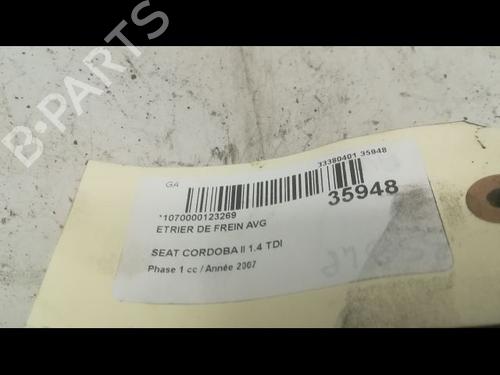 B-PARTS
GA
33380401 35948
35948
*1070000123269
ETRIER DE FREIN AVG
SEAT CORDOBA II 1.4 TDI
Phase 1 cc / Année 2007